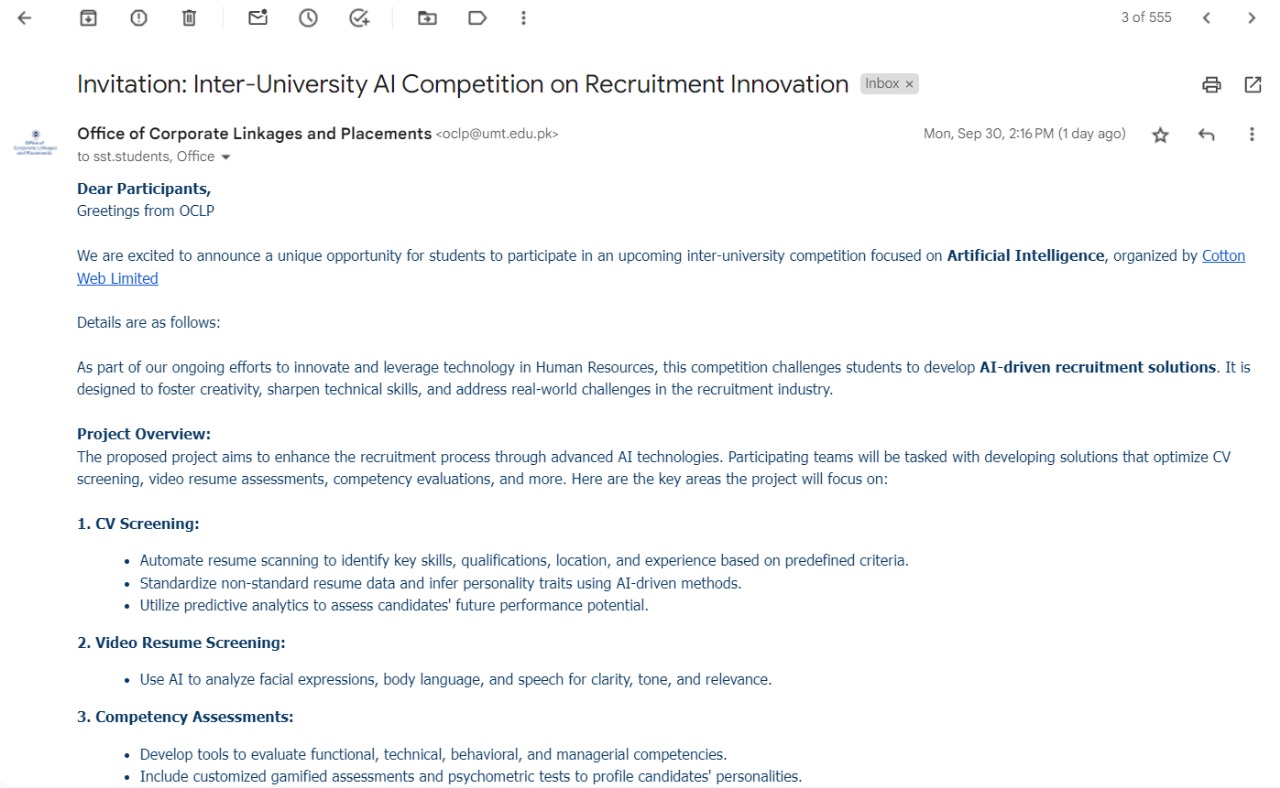 3 of 555
Invitation: Inter-University AI Competition on Recruitment Innovation
Inbox ×
Office of Corporate Linkages and Placements <oclp@umt.edu.pk>
Mon, Sep 30, 2:16 PM (1 day ago)
Office of
Corporate Linkages
and Placements
to sst.students, Office
Dear Participants,
Greetings from OCLP
We are excited to announce a unique opportunity for students to participate in an upcoming inter-university competition focused on Artificial Intelligence, organized by Cotton
Web Limited
Details are as follows:
As part of our ongoing efforts to innovate and leverage technology in Human Resources, this competition challenges students to develop AI-driven recruitment solutions. It is
designed to foster creativity, sharpen technical skills, and address real-world challenges in the recruitment industry.
Project Overview:
The proposed project aims to enhance the recruitment process through advanced AI technologies. Participating teams will be tasked with developing solutions that optimize CV
screening, video resume assessments, competency evaluations, and more. Here are the key areas the project will focus on:
1. CV Screening:
• Automate resume scanning to identify key skills, qualifications, location, and experience based on predefined criteria.
• Standardize non-standard resume data and infer personality traits using AI-driven methods.
• Utilize predictive analytics to assess candidates' future performance potential.
2. Video Resume Screening:
• Use AI to analyze facial expressions, body language, and speech for clarity, tone, and relevance.
3. Competency Assessments:
• Develop tools to evaluate functional, technical, behavioral, and managerial competencies.
• Include customized gamified assessments and psychometric tests to profile candidates' personalities.